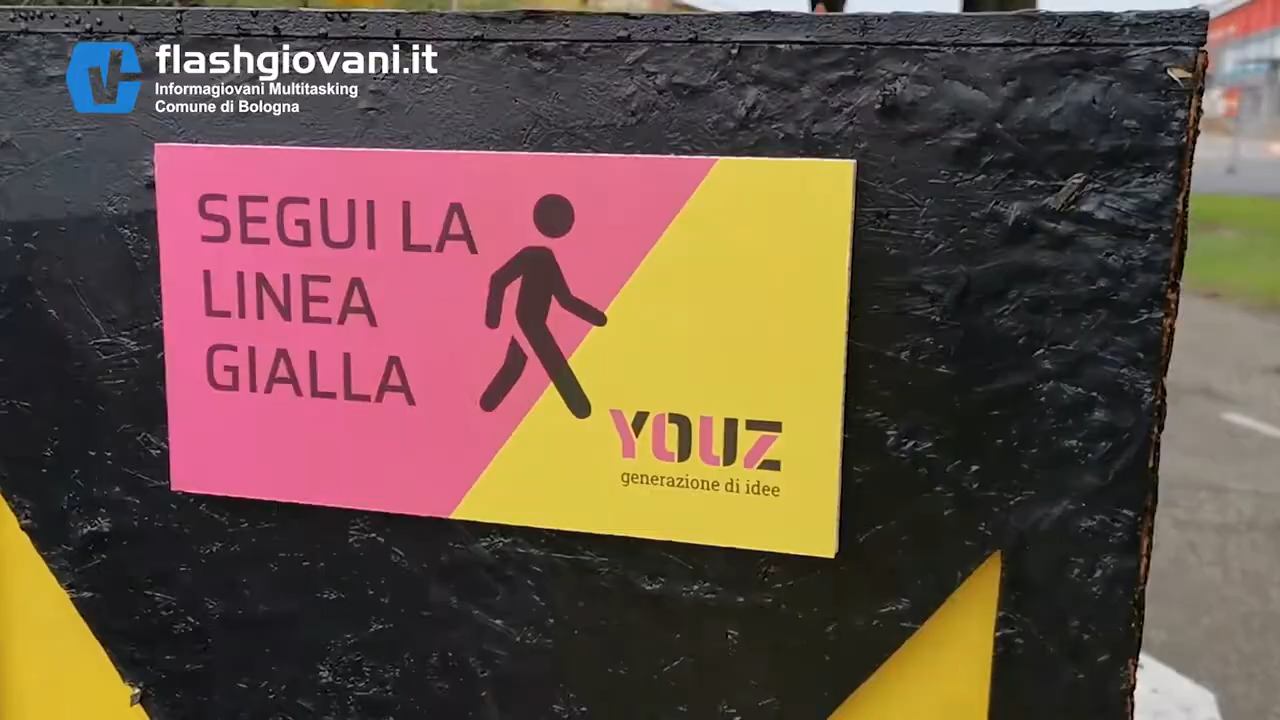 flashgiovani.it
Informagiovani Multitasking
Comune di Bologna
SEGUI LA
LINEA
GIALLA
YOUZ
generazione di idee